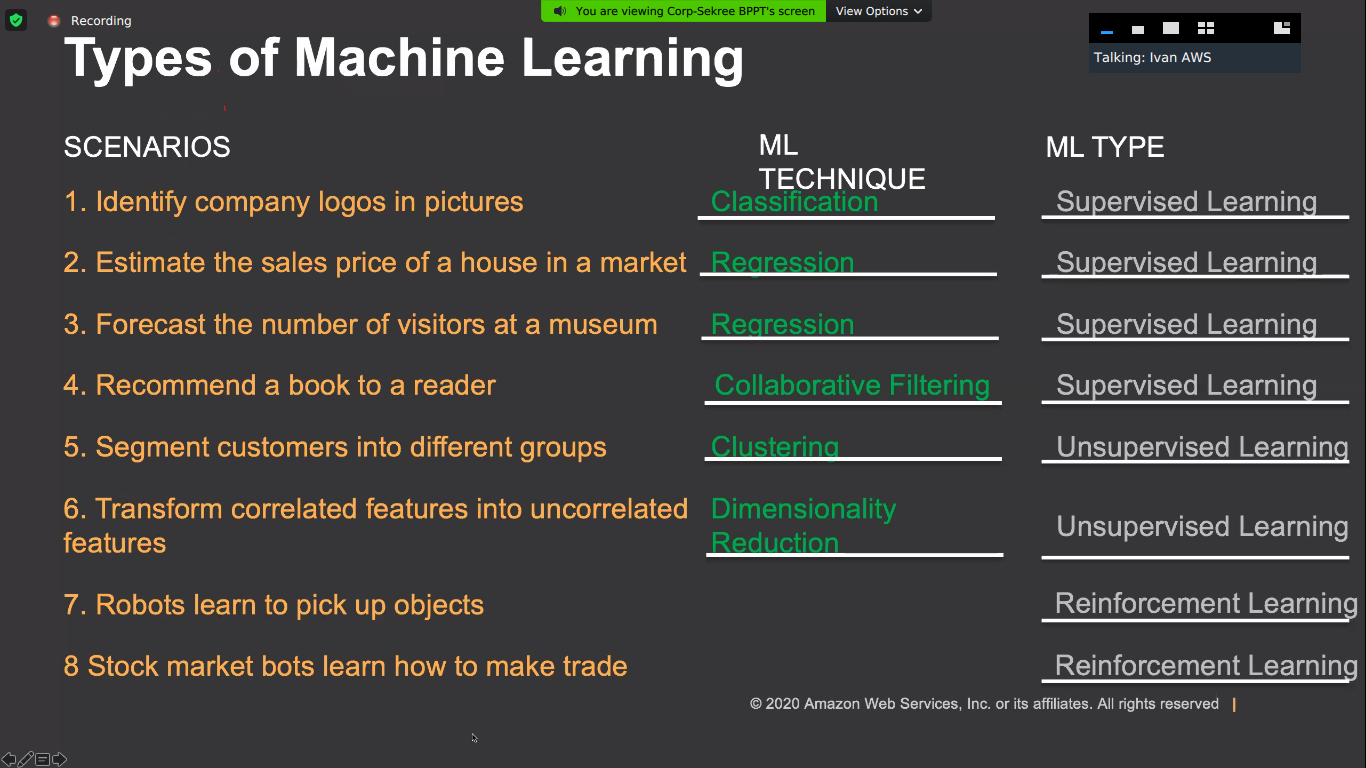 Recording
You are viewing Corp-Sekree BPPT's screen
View Options
Talking: Ivan AWS
Types of Machine Learning
SCENARIOS
ML
TECHNIQUE
ML TYPE
1. Identify company logos in pictures
Classification
Supervised Learning
2. Estimate the sales price of a house in a market
Regression
Supervised Learning
3. Forecast the number of visitors at a museum
Regression
Supervised Learning
4. Recommend a book to a reader
Collaborative Filtering
Supervised Learning
5. Segment customers into different groups
Clustering
Unsupervised Learning
6. Transform correlated features into uncorrelated
features
Dimensionality
Reduction
Unsupervised Learning
7. Robots learn to pick up objects
Reinforcement Learning
8 Stock market bots learn how to make trade
Reinforcement Learning
© 2020 Amazon Web Services, Inc. or its affiliates. All rights reserved |